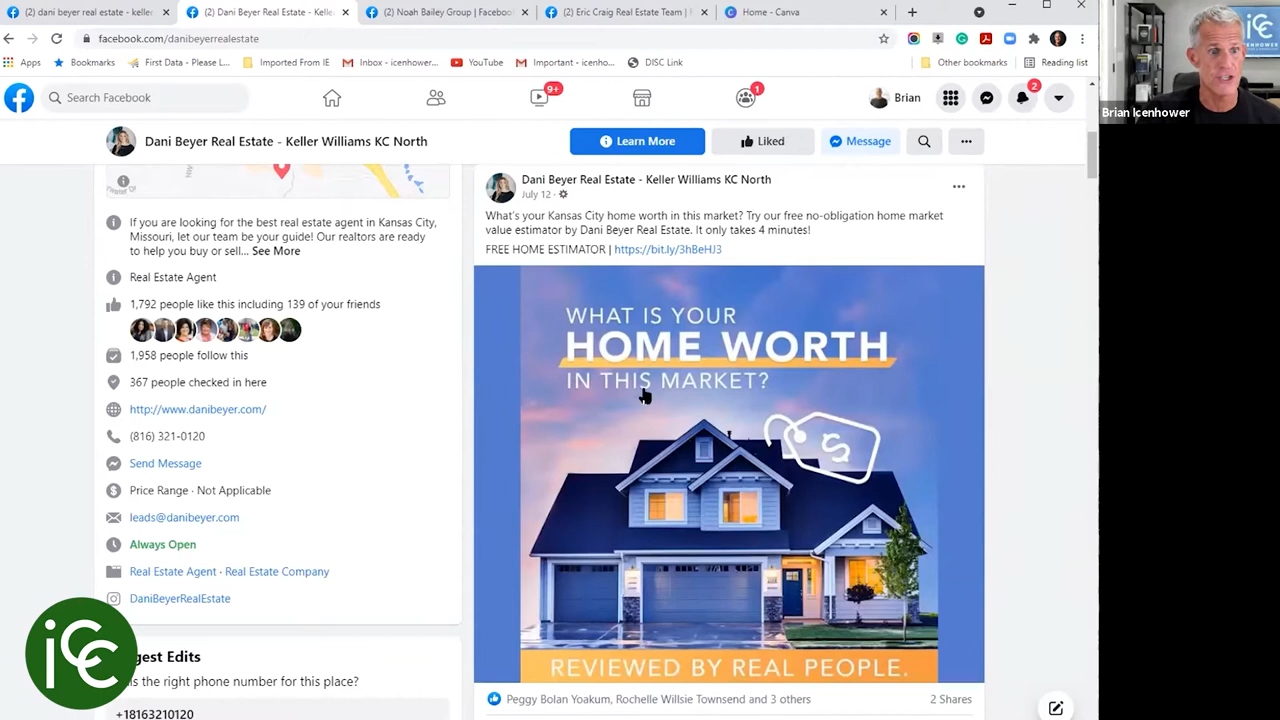 (2) dani beyer real estate - keller
(2) Dani Beyer Real Estate - Kelle
(2) Noah Bailey Group | Facebook
(2) Eric Craig Real Estate Team |
Home - Canva
facebook.com/danibeyerrealestate
Apps
Bookmarks
First Data - Please L...
Imported From IE
Inbox - icenhower...
YouTube
Important - icenho...
DISC Link
Other bookmarks
Reading list
Search Facebook
9+
1
Brian
2
Brian Icenhower
Dani Beyer Real Estate - Keller Williams KC North
Learn More
Liked
Message
If you are looking for the best real estate agent in Kansas City,
Missouri, let our team be your guide! Our realtors are ready
to help you buy or sell... See More
Real Estate Agent
1,792 people like this including 139 of your friends
1,958 people follow this
367 people checked in here
http://www.danibeyer.com/
(816) 321-0120
Send Message
Price Range · Not Applicable
leads@danibeyer.com
Always Open
Real Estate Agent · Real Estate Company
DaniBeyerRealEstate
gest Edits
is the right phone number for this place?
+18163210120
iCC
Dani Beyer Real Estate - Keller Williams KC North
July 12 ·
What's your Kansas City home worth in this market? Try our free no-obligation home market
value estimator by Dani Beyer Real Estate. It only takes 4 minutes!
FREE HOME ESTIMATOR | https://bit.ly/3hBeHJ3
WHAT IS YOUR
HOME WORTH
IN THIS MARKET?
$
REVIEWED BY REAL PEOPLE.
Peggy Bolan Yoakum, Rochelle Willsie Townsend and 3 others
2 Shares